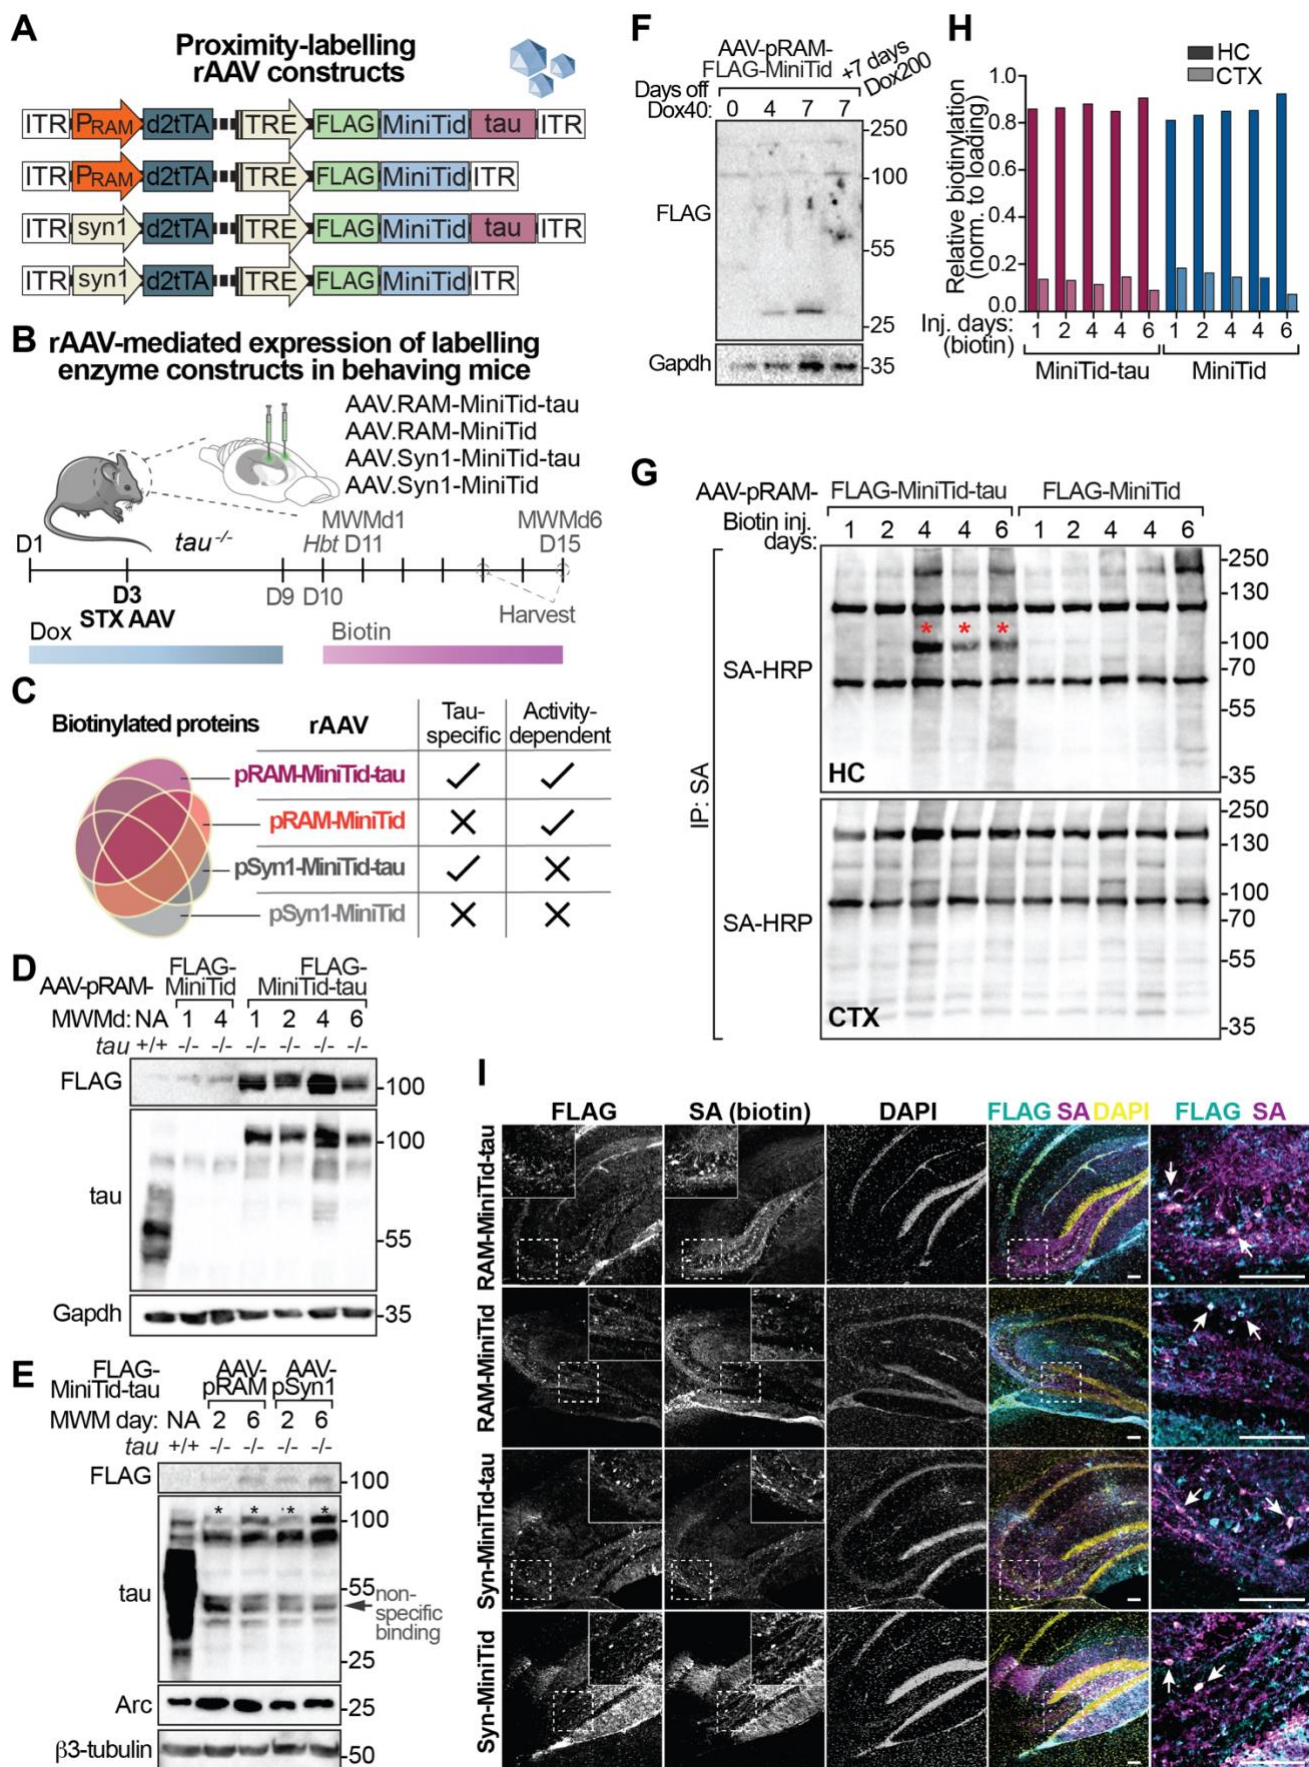 A
Proximity-labelling
rAAV constructs
ITR PRAM d2tTA TRE FLAG MiniTid tau ITR
ITR PRAM d2tTA TRE FLAG MiniTid ITR
ITR syn1 d2tTA TRE FLAG MiniTid tau ITR
ITR syn1 d2tTA TRE FLAG MiniTid ITR
B
rAAV-mediated expression of labelling
enzyme constructs in behaving mice
AAV.RAM-MiniTid-tau
AAV.RAM-MiniTid
AAV.Syn1-MiniTid-tau
AAV.Syn1-MiniTid
MWMd1 MWMd6
D1 tau-/- Hbt D11 D15
D3 D9 D10
STX AAV Harvest
Dox Biotin
C
Biotinylated proteins rAAV Tau-specific Activity-dependent
pRAM-MiniTid-tau ✓ ✓
pRAM-MiniTid ✕ ✓
pSyn1-MiniTid-tau ✓ ✕
pSyn1-MiniTid ✕ ✕
D
AAV-pRAM- FLAG-MiniTid FLAG-MiniTid-tau
MWMd: NA 1 4 1 2 4 6
tau +/+ -/- -/- -/- -/- -/- -/-
FLAG -100
-100
tau
-55
Gapdh -35
E
FLAG-MiniTid-tau AAV-pRAM AAV-pSyn1
MWM day: NA 2 6 2 6
tau +/+ -/- -/- -/- -/-
FLAG -100
* * * * -100
tau
-55
non-specific binding
-25
Arc -25
β3-tubulin -50
F
AAV-pRAM-
FLAG-MiniTid +7 days Dox200
Days off
Dox40: 0 4 7 7
-250
-100
FLAG
-55
-25
Gapdh -35
H
HC
CTX
Relative biotinylation
(norm. to loading)
1.0
0.8
0.6
0.4
0.2
0.0
Inj. days:
(biotin)
1 2 4 4 6 1 2 4 4 6
MiniTid-tau MiniTid
G
AAV-pRAM- FLAG-MiniTid-tau FLAG-MiniTid
Biotin inj.
days: 1 2 4 4 6 1 2 4 4 6
IP: SA
SA-HRP
* * *
HC
-250
-130
-100
-70
-55
-35
SA-HRP
CTX
-250
-130
-100
-70
-55
-35
I
FLAG SA (biotin) DAPI FLAG SA DAPI FLAG SA
RAM-MiniTid-tau
RAM-MiniTid
Syn-MiniTid-tau
Syn-MiniTid